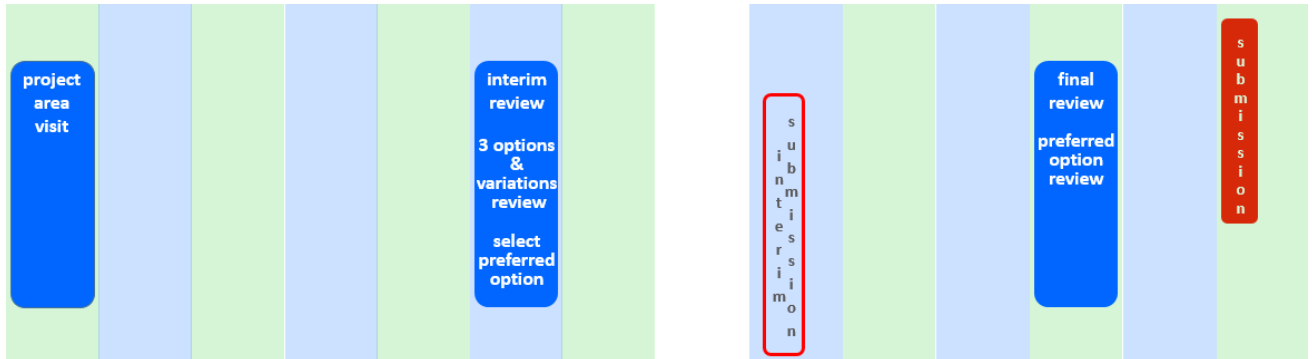 project
area
visit
interim
review
3 options
&
variations
review
select
preferred
option
interim
submission
final
review
preferred
option
review
submission